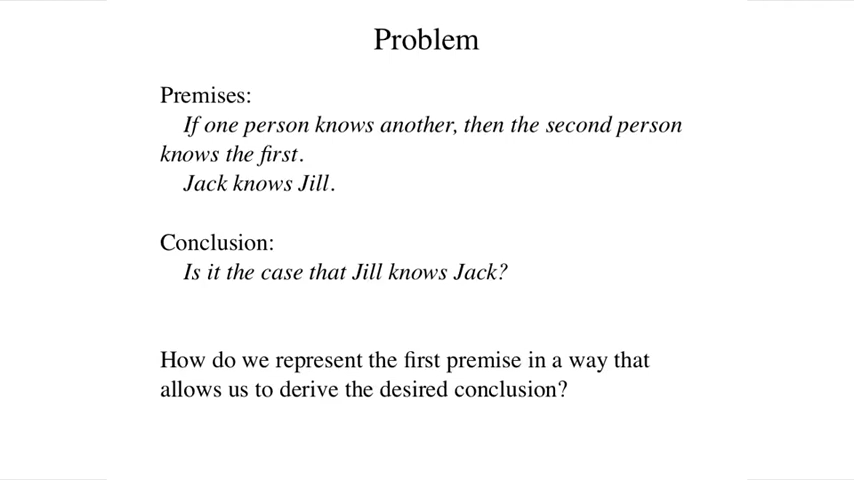 Problem
Premises:
If one person knows another, then the second person
knows the first.
Jack knows Jill.
Conclusion:
Is it the case that Jill knows Jack?
How do we represent the first premise in a way that
allows us to derive the desired conclusion?